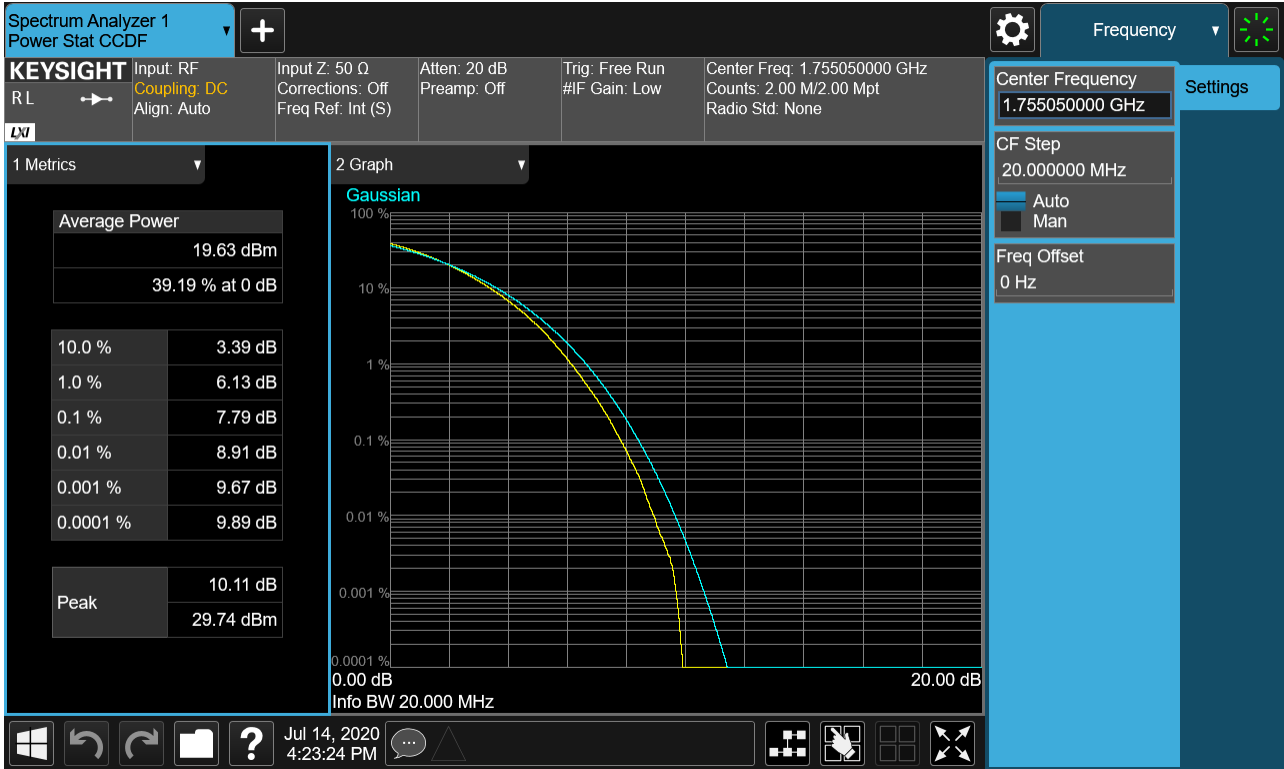 Spectrum Analyzer 1
Power Stat CCDF
Frequency
KEYSIGHT
R L
LXI
Input: RF
Coupling: DC
Align: Auto
Input Z: 50 Ω
Corrections: Off
Freq Ref: Int (S)
Atten: 20 dB
Preamp: Off
Trig: Free Run
#IF Gain: Low
Center Freq: 1.755050000 GHz
Counts: 2.00 M/2.00 Mpt
Radio Std: None
Center Frequency
1.755050000 GHz
Settings
CF Step
20.000000 MHz
Auto
Man
Freq Offset
0 Hz
1 Metrics
Average Power
19.63 dBm
39.19 % at 0 dB
10.0 % 3.39 dB
1.0 % 6.13 dB
0.1 % 7.79 dB
0.01 % 8.91 dB
0.001 % 9.67 dB
0.0001 % 9.89 dB
Peak
10.11 dB
29.74 dBm
2 Graph
Gaussian
100 %
10 %
1 %
0.1 %
0.01 %
0.001 %
0.0001 %
0.00 dB 20.00 dB
Info BW 20.000 MHz
Jul 14, 2020
4:23:24 PM